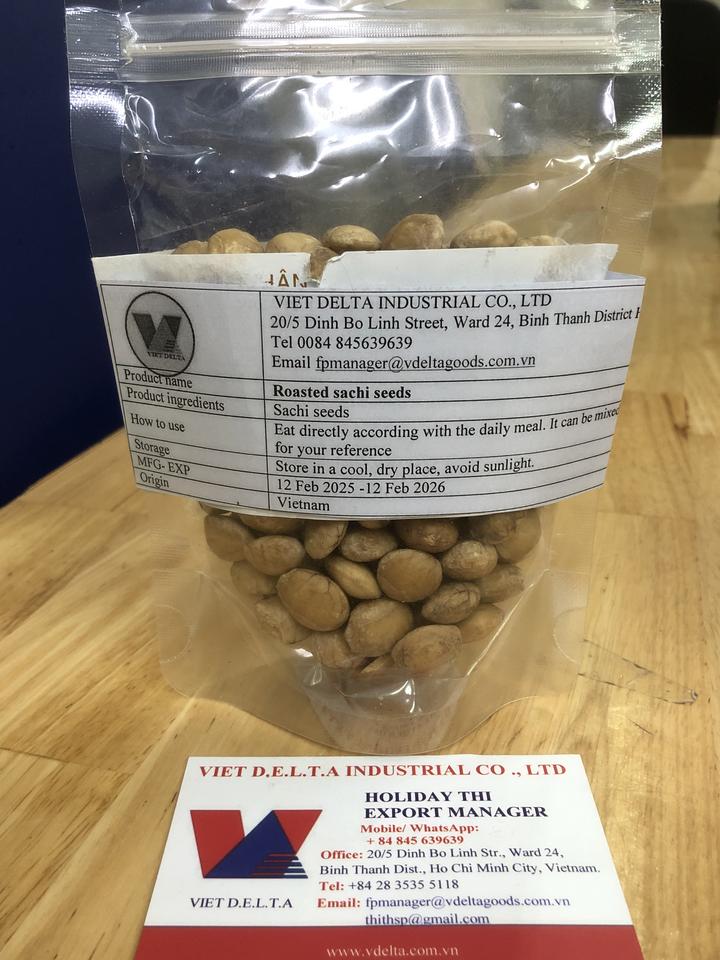 HÂN
VIET DELTA
VIET DELTA INDUSTRIAL CO., LTD
20/5 Dinh Bo Linh Street, Ward 24, Binh Thanh District
Tel 0084 845639639
Email fpmanager@vdeltagoods.com.vn
Product name Roasted sachi seeds
Product ingredients Sachi seeds
How to use Eat directly according with the daily meal. It can be mixed
for your reference
Storage Store in a cool, dry place, avoid sunlight.
MFG- EXP 12 Feb 2025 -12 Feb 2026
Origin Vietnam
VIET D.E.L.T.A INDUSTRIAL CO ., LTD
HOLIDAY THI
EXPORT MANAGER
Mobile/ WhatsApp:
+ 84 845 639639
Office: 20/5 Dinh Bo Linh Str., Ward 24,
Binh Thanh Dist., Ho Chi Minh City, Vietnam.
Tel: +84 28 3535 5118
VIET D.E.L.T.A
Email: fpmanager@vdeltagoods.com.vn
thithsp@gmail.com
www.vdelta.com.vn